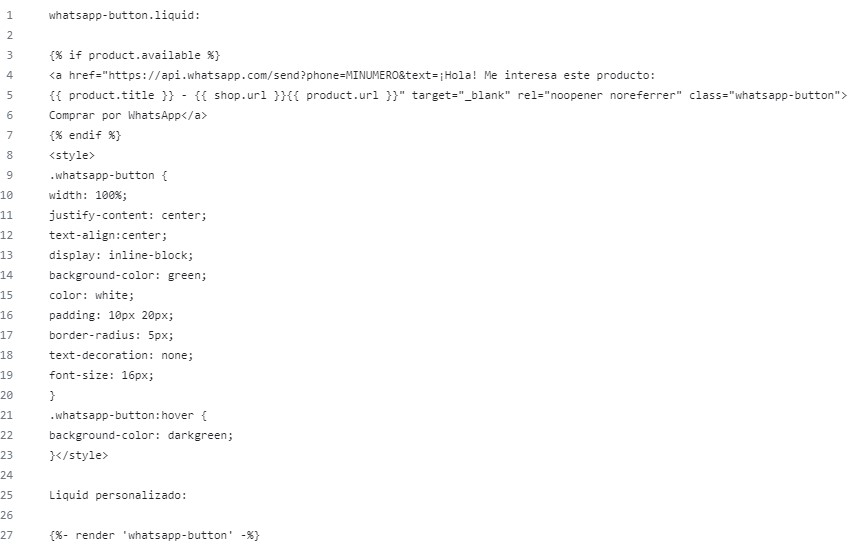 1 whatsapp-button.liquid:
2
3 {% if product.available %}
4 <a href="https://api.whatsapp.com/send?phone=MINUMERO&text=¡Hola! Me interesa este producto:
5 {{ product.title }} - {{ shop.url }}{{ product.url }}" target="_blank" rel="noopener noreferrer" class="whatsapp-button">
6 Comprar por WhatsApp</a>
7 {% endif %}
8 <style>
9 .whatsapp-button {
10 width: 100%;
11 justify-content: center;
12 text-align:center;
13 display: inline-block;
14 background-color: green;
15 color: white;
16 padding: 10px 20px;
17 border-radius: 5px;
18 text-decoration: none;
19 font-size: 16px;
20 }
21 .whatsapp-button:hover {
22 background-color: darkgreen;
23 }</style>
24
25 Liquid personalizado:
26
27 {%- render 'whatsapp-button' -%}